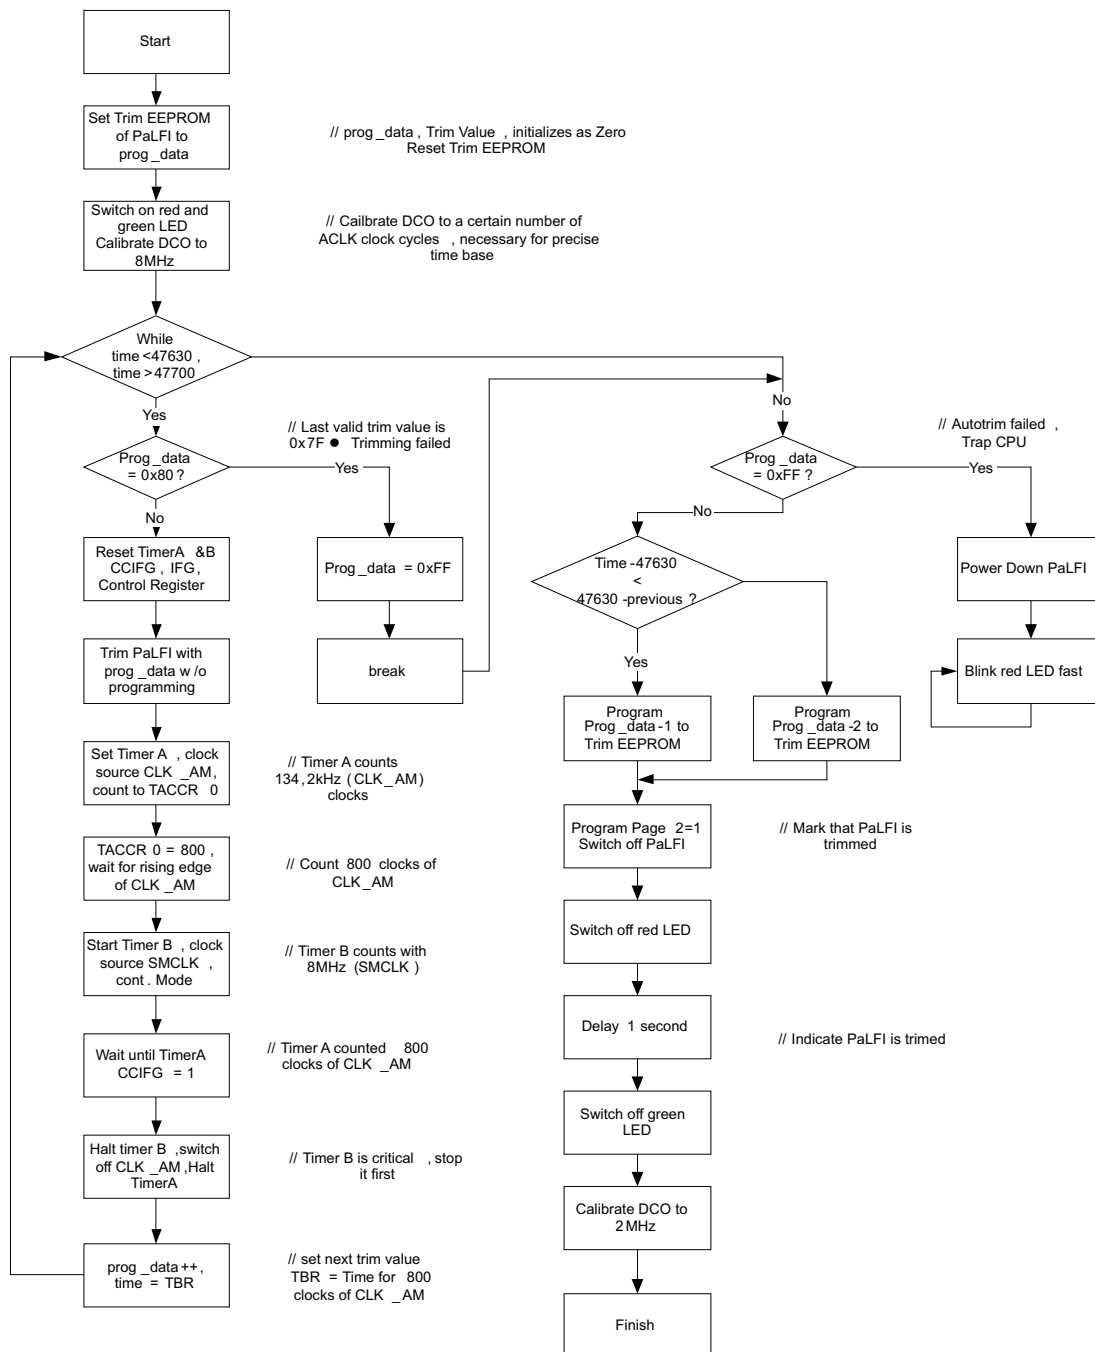 Start
Set Trim EEPROM
of PaLFI to
prog _data
// prog _data , Trim Value , initializes as Zero
Reset Trim EEPROM
Switch on red and
green LED
Calibrate DCO to
8MHz
// Cailbrate DCO to a certain number of
ACLK clock cycles , necessary for precise
time base
While
time <47630 ,
time >47700
Yes
No
// Last valid trim value is
0x7F ● Trimming failed
Prog _data
= 0x80 ?
Yes
No
// Autotrim failed ,
Trap CPU
Prog _data
= 0xFF ?
Yes
No
Reset TimerA &B
CCIFG , IFG,
Control Register
Prog _data = 0xFF
Time -47630
<
47630 -previous ?
Power Down PaLFI
Trim PaLFI with
prog _data w /o
programming
break
Yes
No
Blink red LED fast
Program
Prog _data -1 to
Trim EEPROM
Program
Prog _data -2 to
Trim EEPROM
Set Timer A , clock
source CLK _AM,
count to TACCR 0
// Timer A counts
134,2kHz (CLK _AM)
clocks
Program Page 2=1
Switch off PaLFI
// Mark that PaLFI is
trimmed
TACCR 0 = 800 ,
wait for rising edge
of CLK _AM
// Count 800 clocks of
CLK _AM
Switch off red LED
Start Timer B , clock
source SMCLK ,
cont . Mode
// Timer B counts with
8MHz (SMCLK )
Delay 1 second
// Indicate PaLFI is trimed
Wait until TimerA
CCIFG = 1
// Timer A counted 800
clocks of CLK _AM
Switch off green
LED
Halt timer B ,switch
off CLK _AM ,Halt
TimerA
// Timer B is critical , stop
it first
Calibrate DCO to
2MHz
prog _data ++,
time = TBR
// set next trim value
TBR = Time for 800
clocks of CLK _AM
Finish